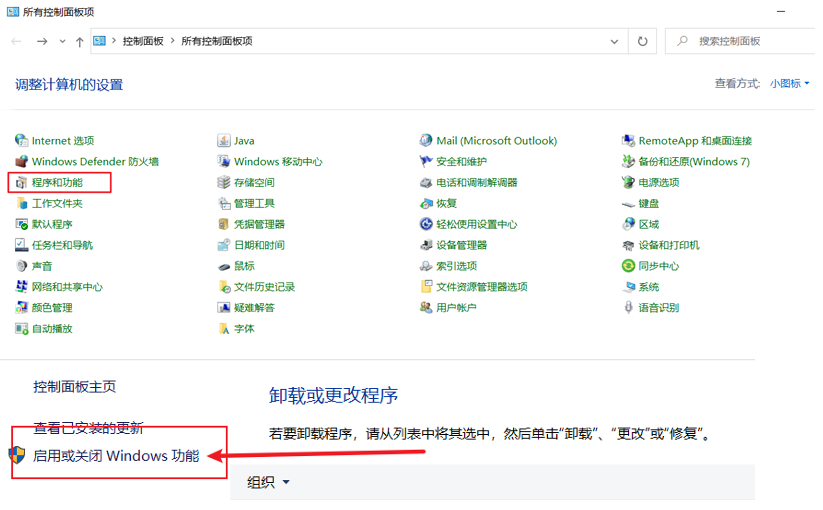 所有控制面板项
控制面板 > 所有控制面板项
搜索控制面板
调整计算机的设置
查看方式: 小图标
Internet 选项 Java Mail (Microsoft Outlook) RemoteApp 和桌面连接
Windows Defender 防火墙 Windows 移动中心 安全和维护 备份和还原(Windows 7)
程序和功能 存储空间 电话和调制解调器 电源选项
工作文件夹 管理工具 恢复 键盘
默认程序 凭据管理器 轻松使用设置中心 区域
任务栏和导航 日期和时间 设备管理器 设备和打印机
声音 鼠标 索引选项 同步中心
网络和共享中心 文件历史记录 文件资源管理器选项 系统
颜色管理 疑难解答 用户帐户 语音识别
自动播放 字体
控制面板主页
查看已安装的更新
启用或关闭 Windows 功能
卸载或更改程序
若要卸载程序，请从列表中将其选中，然后单击“卸载”、“更改”或“修复”。
组织